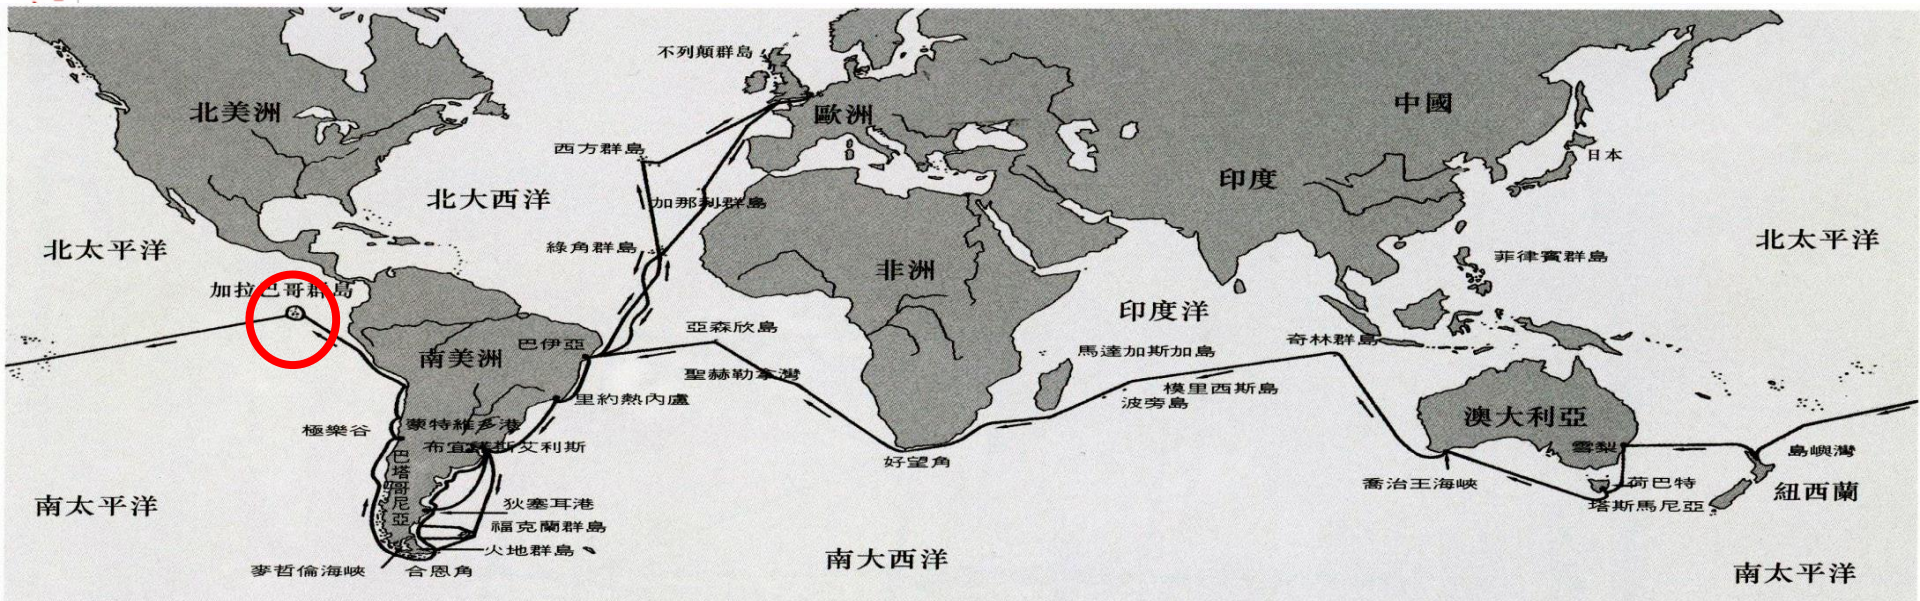 不列顛群島
北美洲
歐洲
中國
西方群島
日本
印度
北大西洋
加那利群島
北太平洋
綠角群島
非洲
菲律賓群島
北太平洋
加拉巴哥群島
印度洋
亞森欣島
奇林群島
巴伊亞
南美洲
馬達加斯加島
聖赫勒拿灣
模里西斯島
波旁島
里約熱內盧
澳大利亞
極樂谷
蒙特維多港
布宜諾斯艾利斯
雪梨
島嶼灣
好望角
巴塔哥尼亞
喬治王海峽
荷巴特
紐西蘭
南太平洋
狄塞耳港
塔斯馬尼亞
福克蘭群島
火地群島
南大西洋
麥哲倫海峽
合恩角
南太平洋